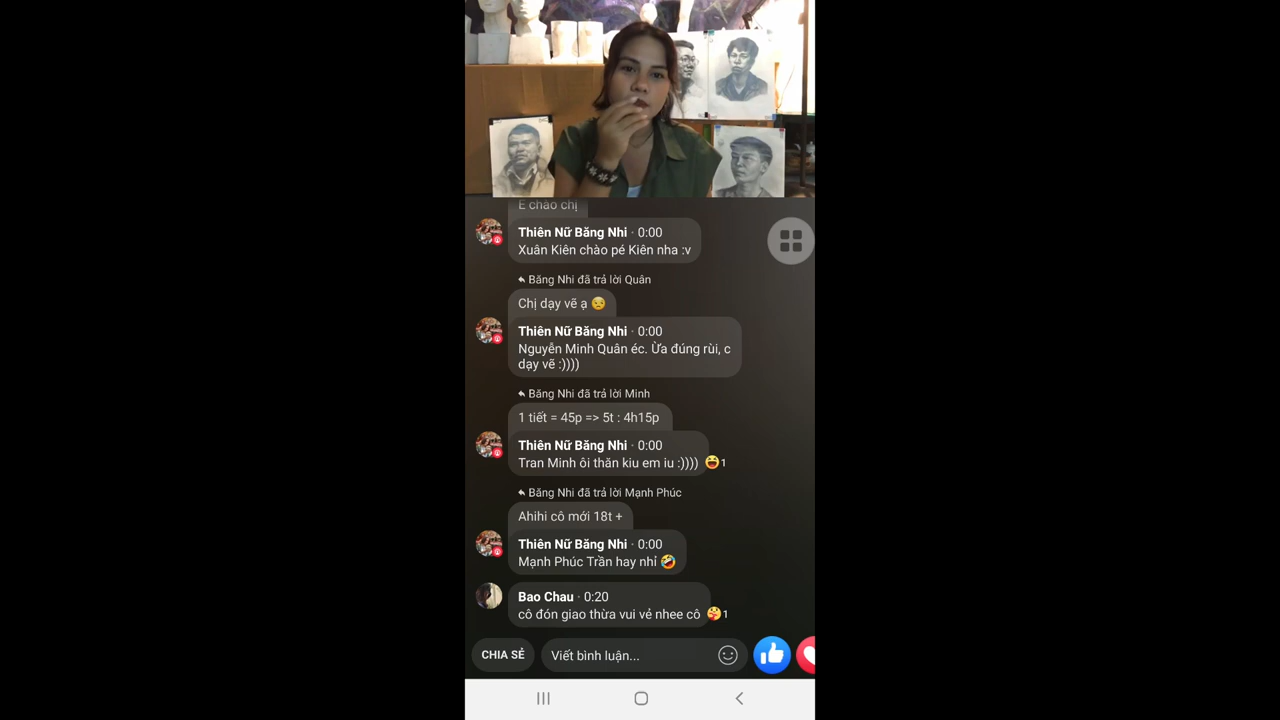 E chào chị
Thiên Nữ Băng Nhi · 0:00
Xuân Kiên chào pé Kiên nha :v
Băng Nhi đã trả lời Quân
Chị dạy vẽ ạ 😒
Thiên Nữ Băng Nhi · 0:00
Nguyễn Minh Quân éc. Ừa đúng rùi, c
dạy vẽ :))))
Băng Nhi đã trả lời Minh
1 tiết = 45p => 5t : 4h15p
Thiên Nữ Băng Nhi · 0:00
Tran Minh ôi thăn kiu em iu :)))) 😆 1
Băng Nhi đã trả lời Mạnh Phúc
Ahihi cô mới 18t +
Thiên Nữ Băng Nhi · 0:00
Mạnh Phúc Trần hay nhỉ 🤣
Bao Chau · 0:20
cô đón giao thừa vui vẻ nhee cô 1
CHIA SẺ
Viết bình luận...